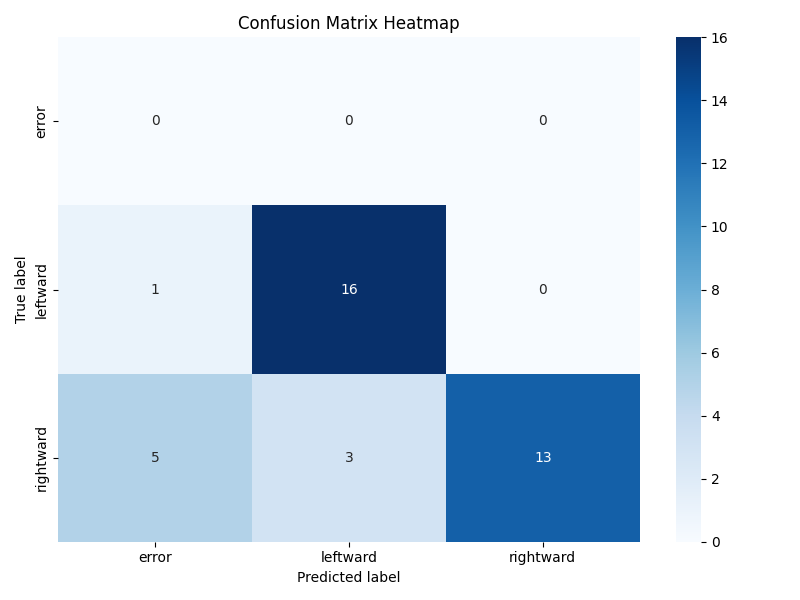 Confusion Matrix Heatmap
error
0
0
0
True label
leftward
1
16
0
rightward
5
3
13
error
leftward
rightward
Predicted label
16
14
12
10
8
6
4
2
0